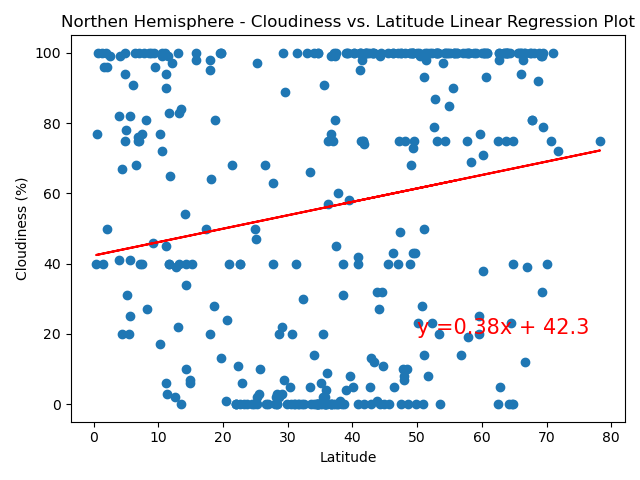 Northen Hemisphere - Cloudiness vs. Latitude Linear Regression Plot
100
80
60
40
20
0
Cloudiness (%)
y =0.38x + 42.3
0 10 20 30 40 50 60 70 80
Latitude